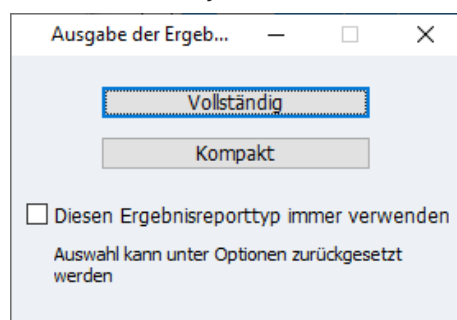 Ausgabe der Ergeb...
Vollständig
Kompakt
Diesen Ergebnisreporttyp immer verwenden
Auswahl kann unter Optionen zurückgesetzt
werden